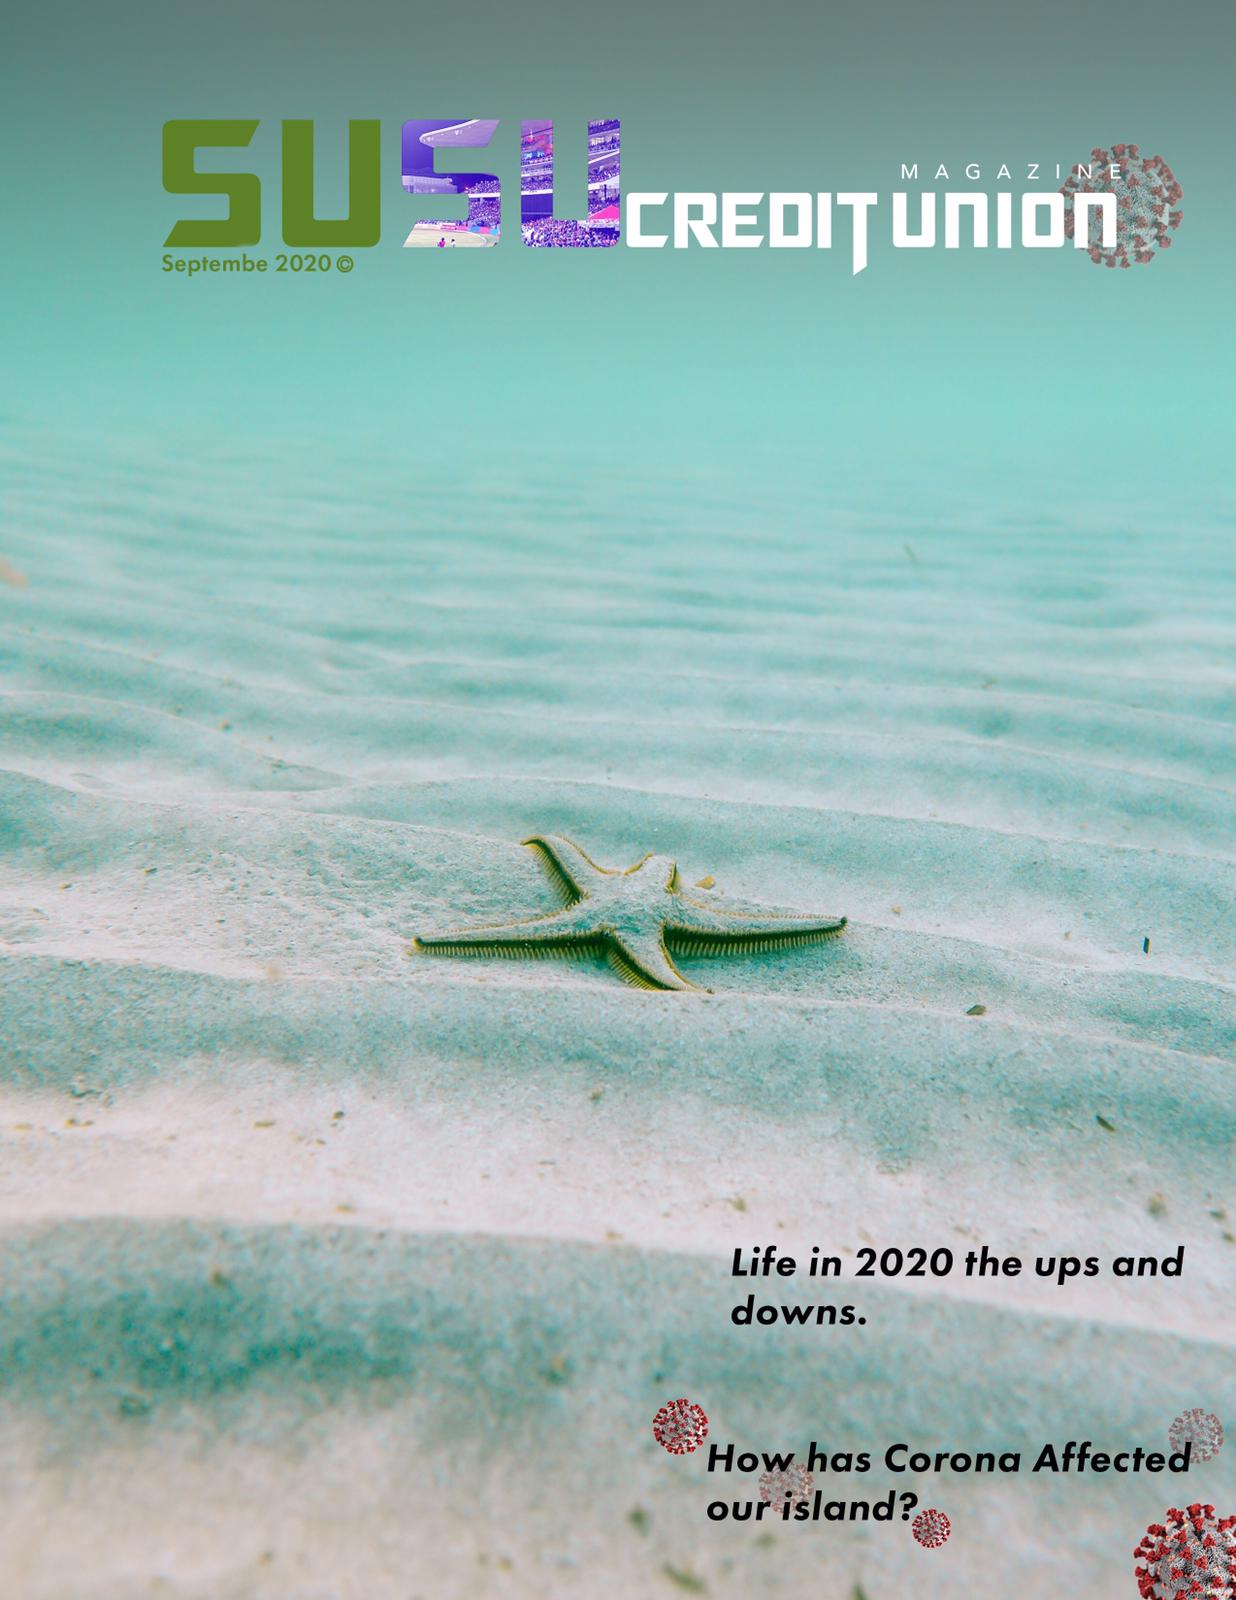 MAGAZINE
SUSU CREDIT UNION
Septembe 2020 ©
Life in 2020 the ups and
downs.
How has Corona Affected
our island?